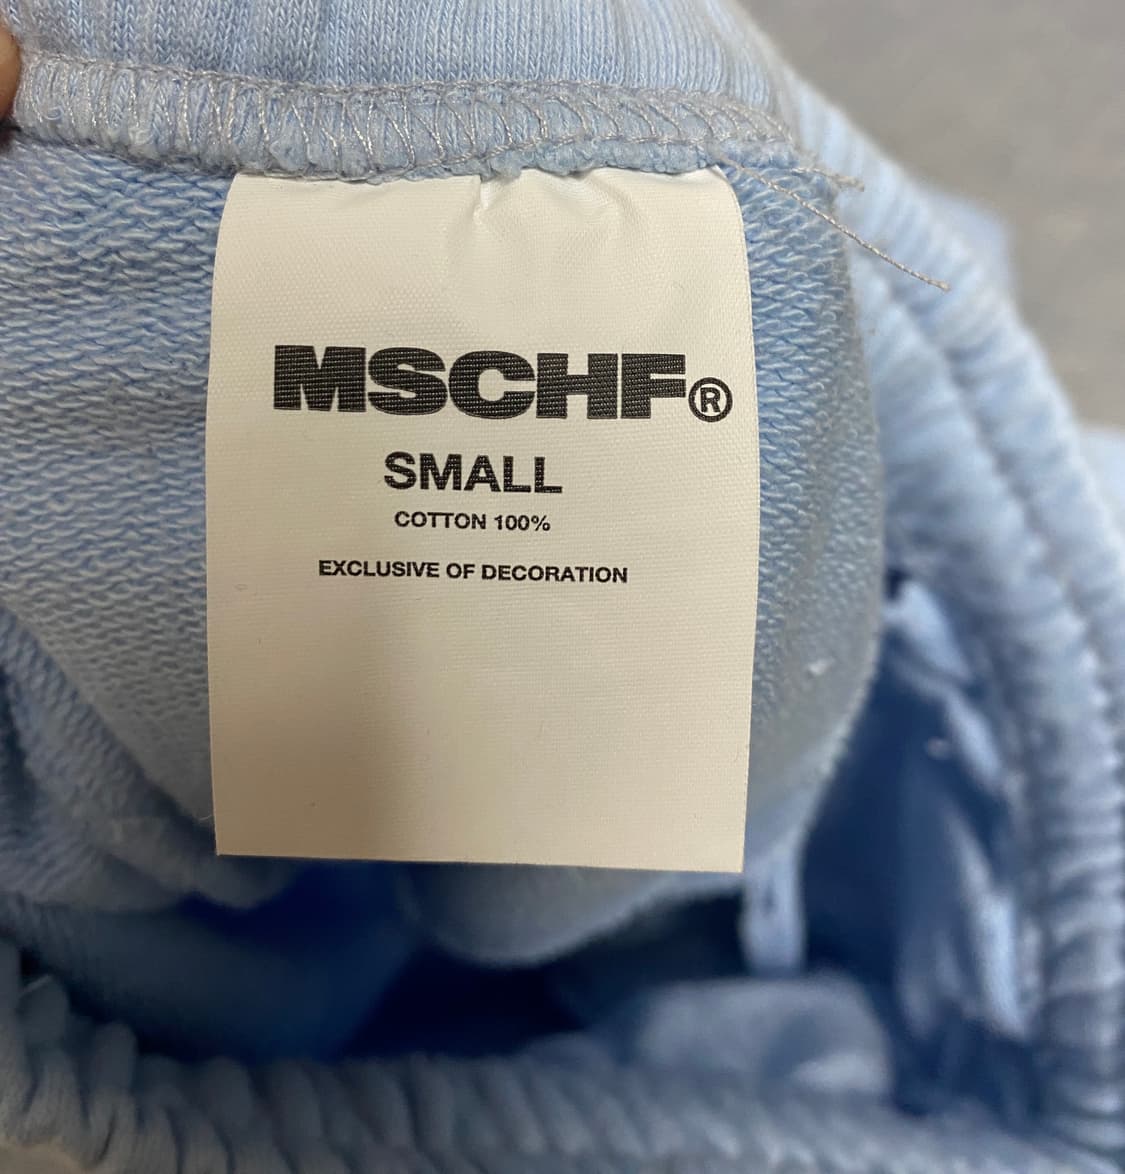 MSCHF®
SMALL
COTTON 100%
EXCLUSIVE OF DECORATION